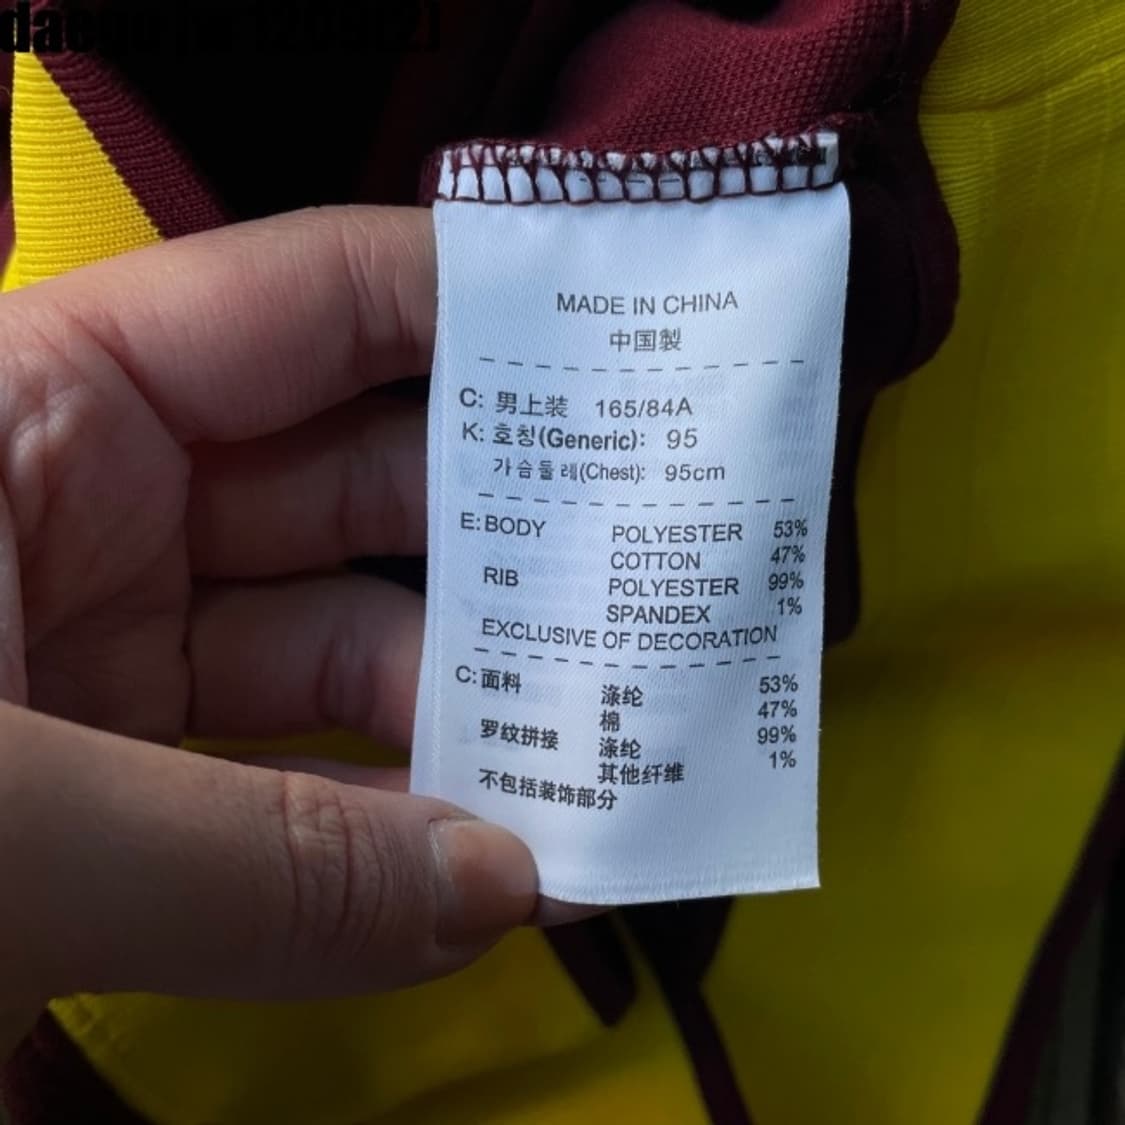 daegu jw [120902]
MADE IN CHINA
中国製
C: 男上装 165/84A
K: 호칭(Generic): 95
가슴둘레(Chest): 95cm
E: BODY POLYESTER 53%
COTTON 47%
RIB POLYESTER 99%
SPANDEX 1%
EXCLUSIVE OF DECORATION
C: 面料 涤纶 53%
棉 47%
罗纹拼接 涤纶 99%
其他纤维 1%
不包括装饰部分